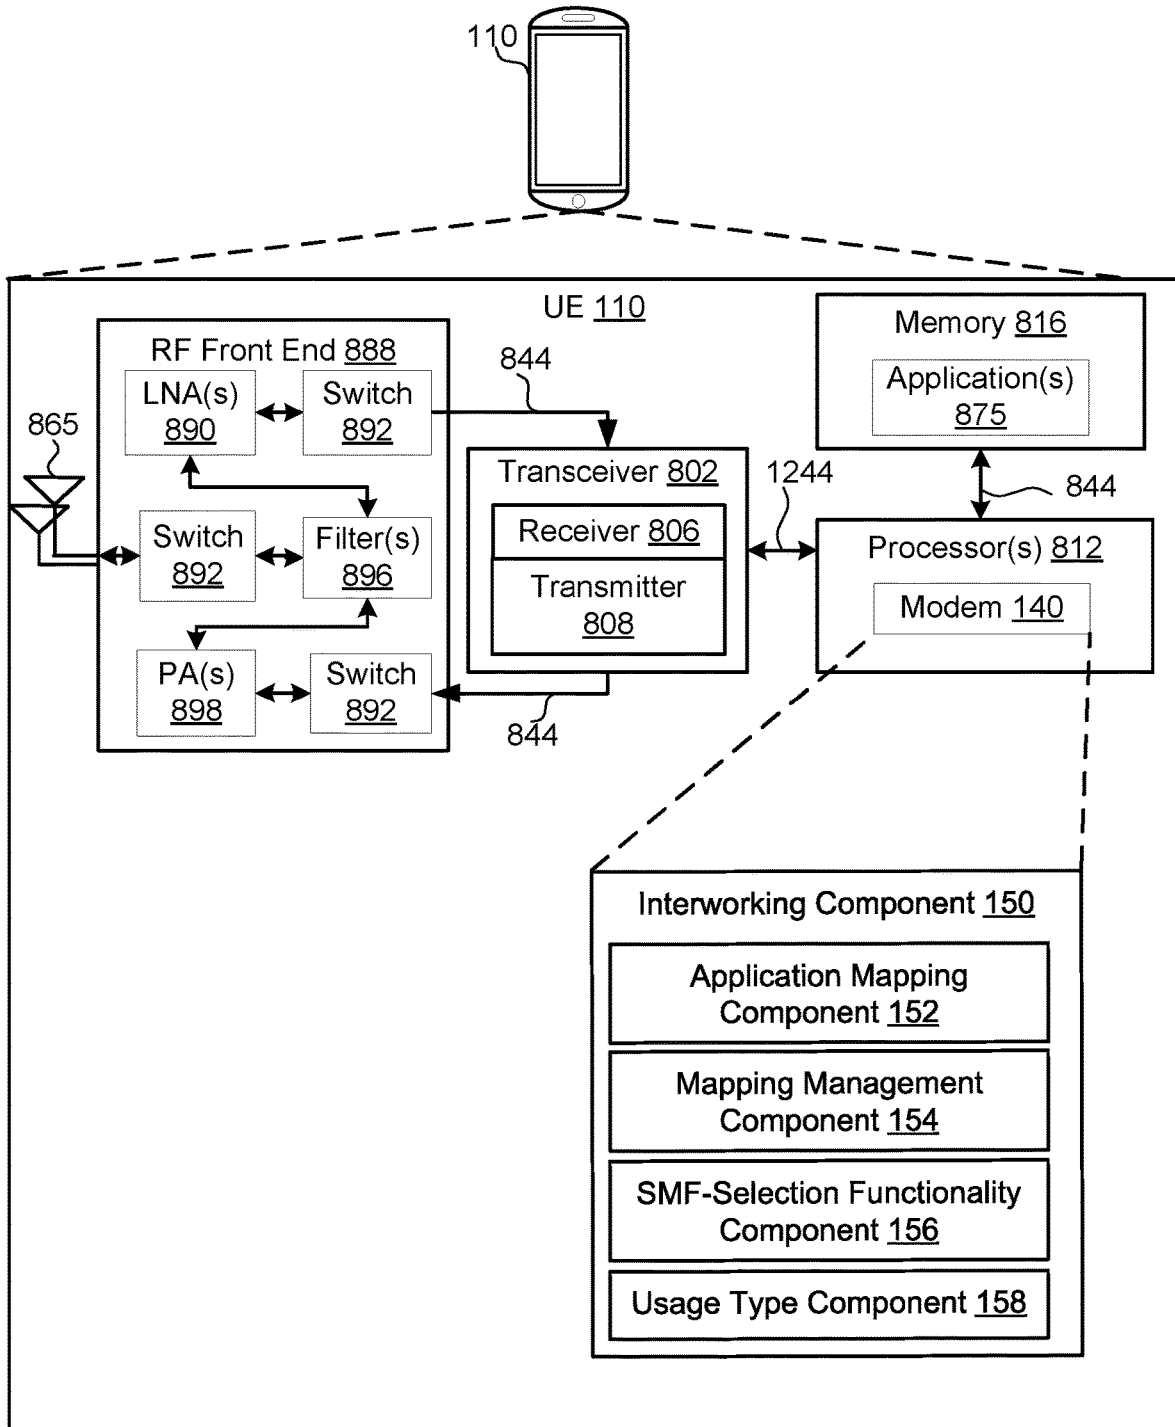 110
UE 110
RF Front End 888
LNA(s)
890
Switch
892
844
865
Switch
892
Filter(s)
896
PA(s)
898
Switch
892
844
Transceiver 802
Receiver 806
Transmitter
808
1244
Memory 816
Application(s)
875
844
Processor(s) 812
Modem 140
Interworking Component 150
Application Mapping
Component 152
Mapping Management
Component 154
SMF-Selection Functionality
Component 156
Usage Type Component 158